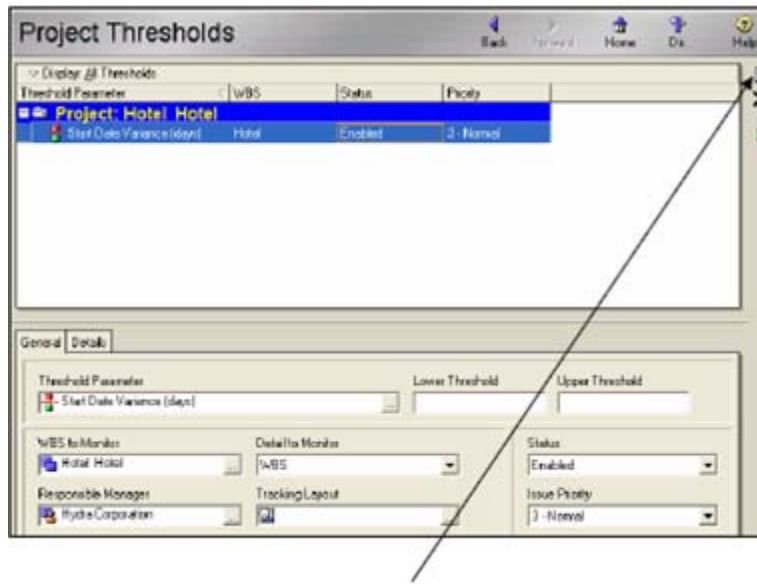 Project Thresholds
Back Forward Home Dir Help
Display: All Thresholds
Threshold Parameter WBS Status Priority
Project: Hotel Hotel
Start Date Variance (days) Hotel Enabled 3 - Normal
General Details
Threshold Parameter Lower Threshold Upper Threshold
Start Date Variance (days)
WBS to Monitor Detail to Monitor Status
Hotel Hotel WBS Enabled
Responsible Manager Tracking Layout Issue Priority
Hydra Corporation 3 - Normal